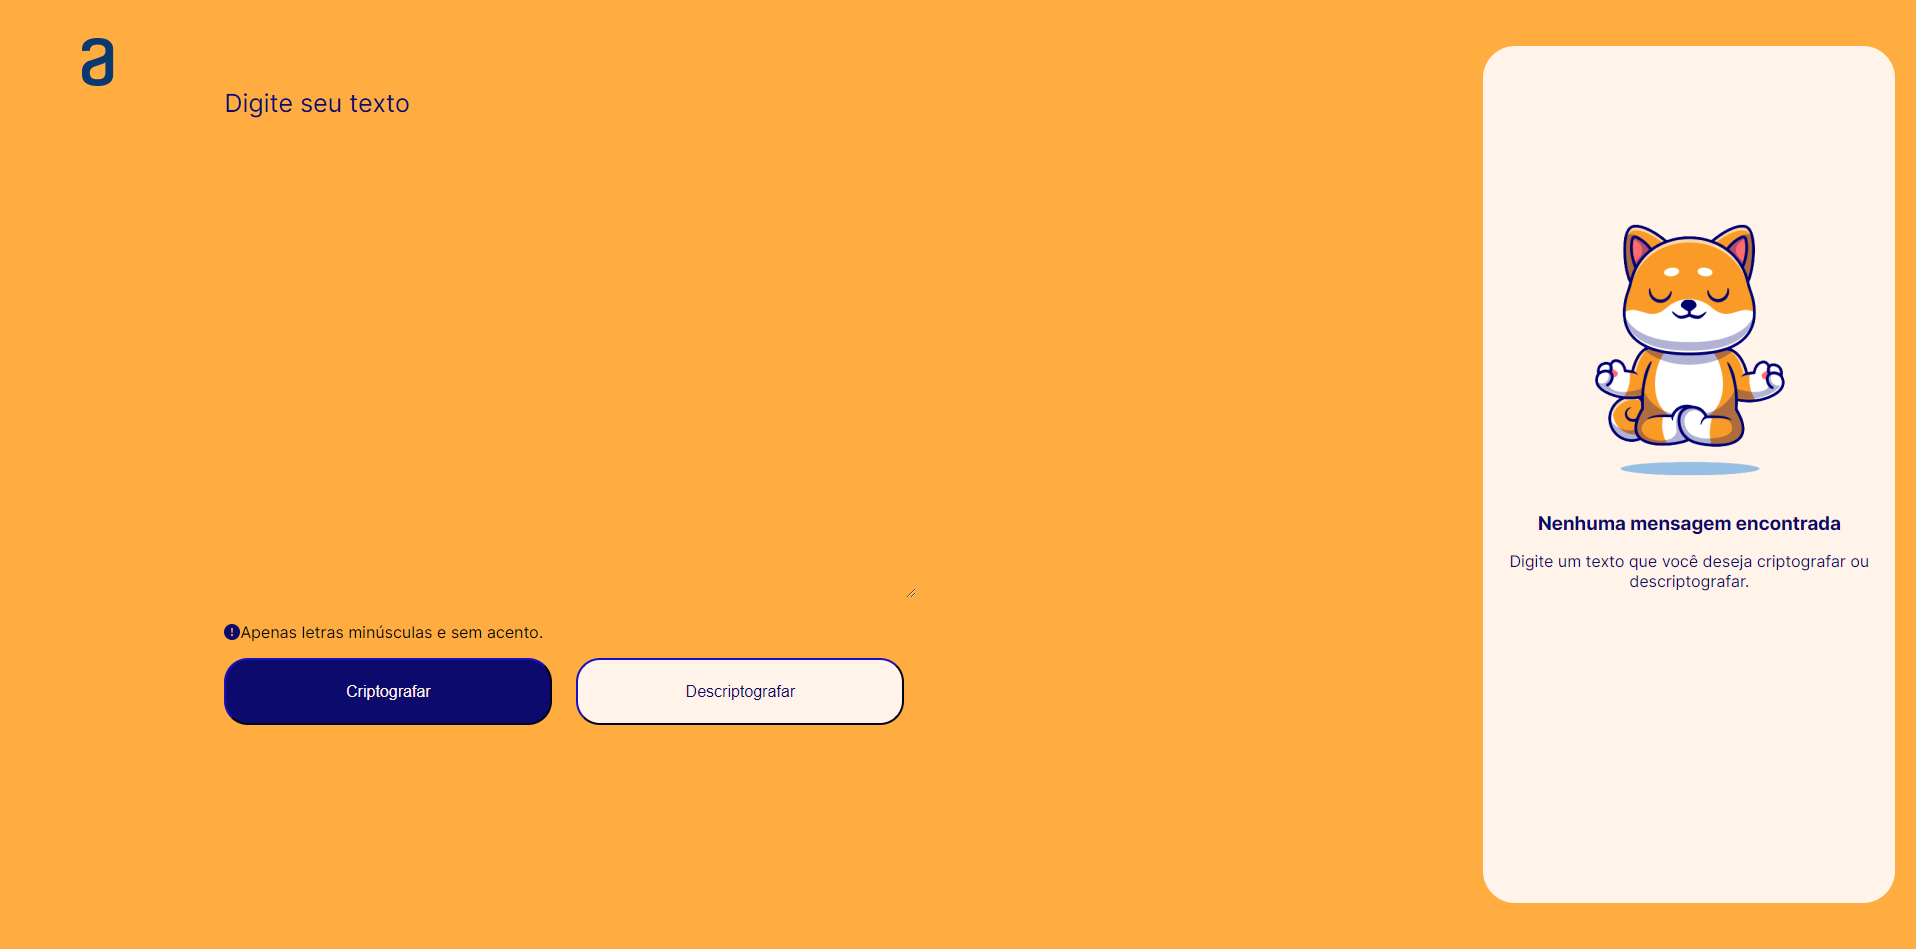 a
Digite seu texto
Apenas letras minúsculas e sem acento.
Criptografar
Descriptografar
Nenhuma mensagem encontrada
Digite um texto que você deseja criptografar ou
descriptografar.